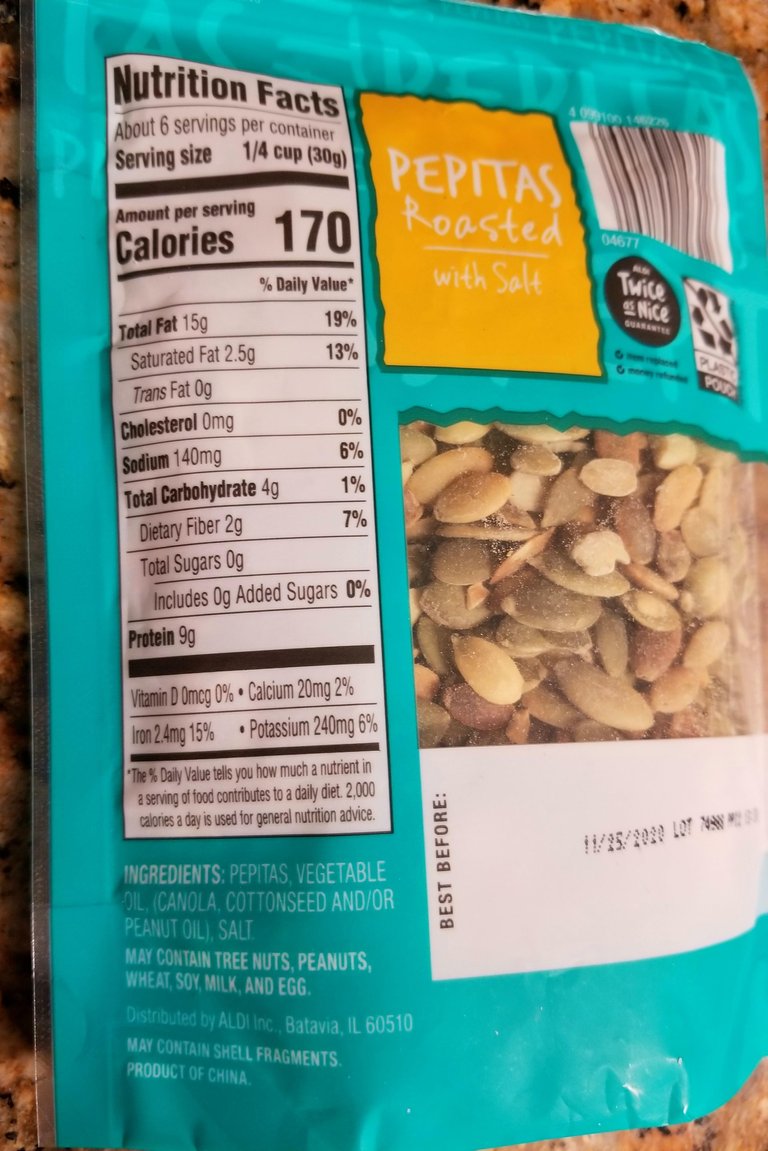 Nutrition Facts
About 6 servings per container
Serving size 1/4 cup (30g)
Amount per serving
Calories 170
% Daily Value*
Total Fat 15g 19%
Saturated Fat 2.5g 13%
Trans Fat 0g
Cholesterol 0mg 0%
Sodium 140mg 6%
Total Carbohydrate 4g 1%
Dietary Fiber 2g 7%
Total Sugars 0g
Includes 0g Added Sugars 0%
Protein 9g
Vitamin D 0mcg 0% • Calcium 20mg 2%
Iron 2.4mg 15% • Potassium 240mg 6%
*The % Daily Value tells you how much a nutrient in
a serving of food contributes to a daily diet. 2,000
calories a day is used for general nutrition advice.
INGREDIENTS: PEPITAS, VEGETABLE
OIL, (CANOLA, COTTONSEED AND/OR
PEANUT OIL), SALT.
MAY CONTAIN TREE NUTS, PEANUTS,
WHEAT, SOY, MILK, AND EGG.
Distributed by ALDI Inc., Batavia, IL 60510
MAY CONTAIN SHELL FRAGMENTS.
PRODUCT OF CHINA.
PEPITAS
Roasted
with Salt
04677
ALDI
Twice
as Nice
GUARANTEE
item replaced
money refunded
PLASTIC
POUCH
BEST BEFORE:
11/25/2020 LOT